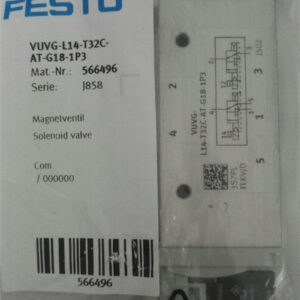 FESTO
VUVG-L14-T32C-
AT-G18-1P3
Mat.-Nr.: 566496
Serie: J858
Magnetventil
Solenoid valve
Com
/ 000000
566496
4 2
VUVG-
L14-T32C-AT-G18-1P3
5 1 3